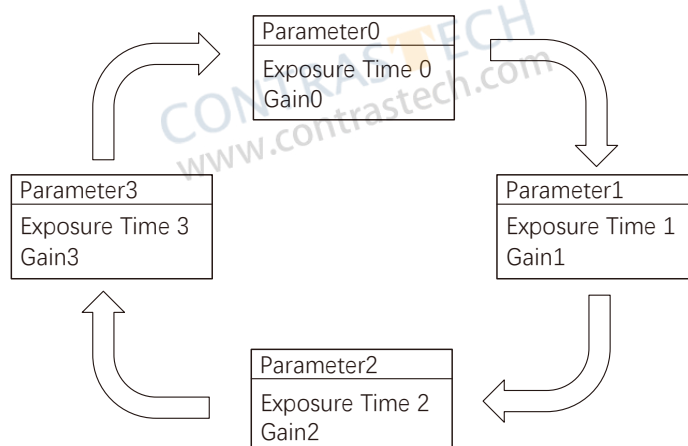 CONTRASTECH
www.contrastech.com
Parameter0
Exposure Time 0
Gain0
Parameter3
Exposure Time 3
Gain3
Parameter1
Exposure Time 1
Gain1
Parameter2
Exposure Time 2
Gain2